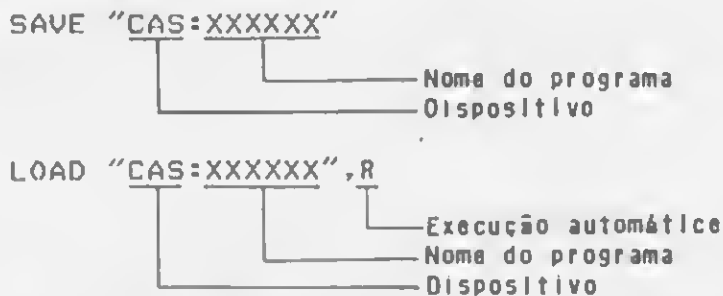 SAVE "CAS:XXXXXX"
Nome do programa
Dispositivo
LOAD "CAS:XXXXXX",R
Execução automática
Nome do programa
Dispositivo